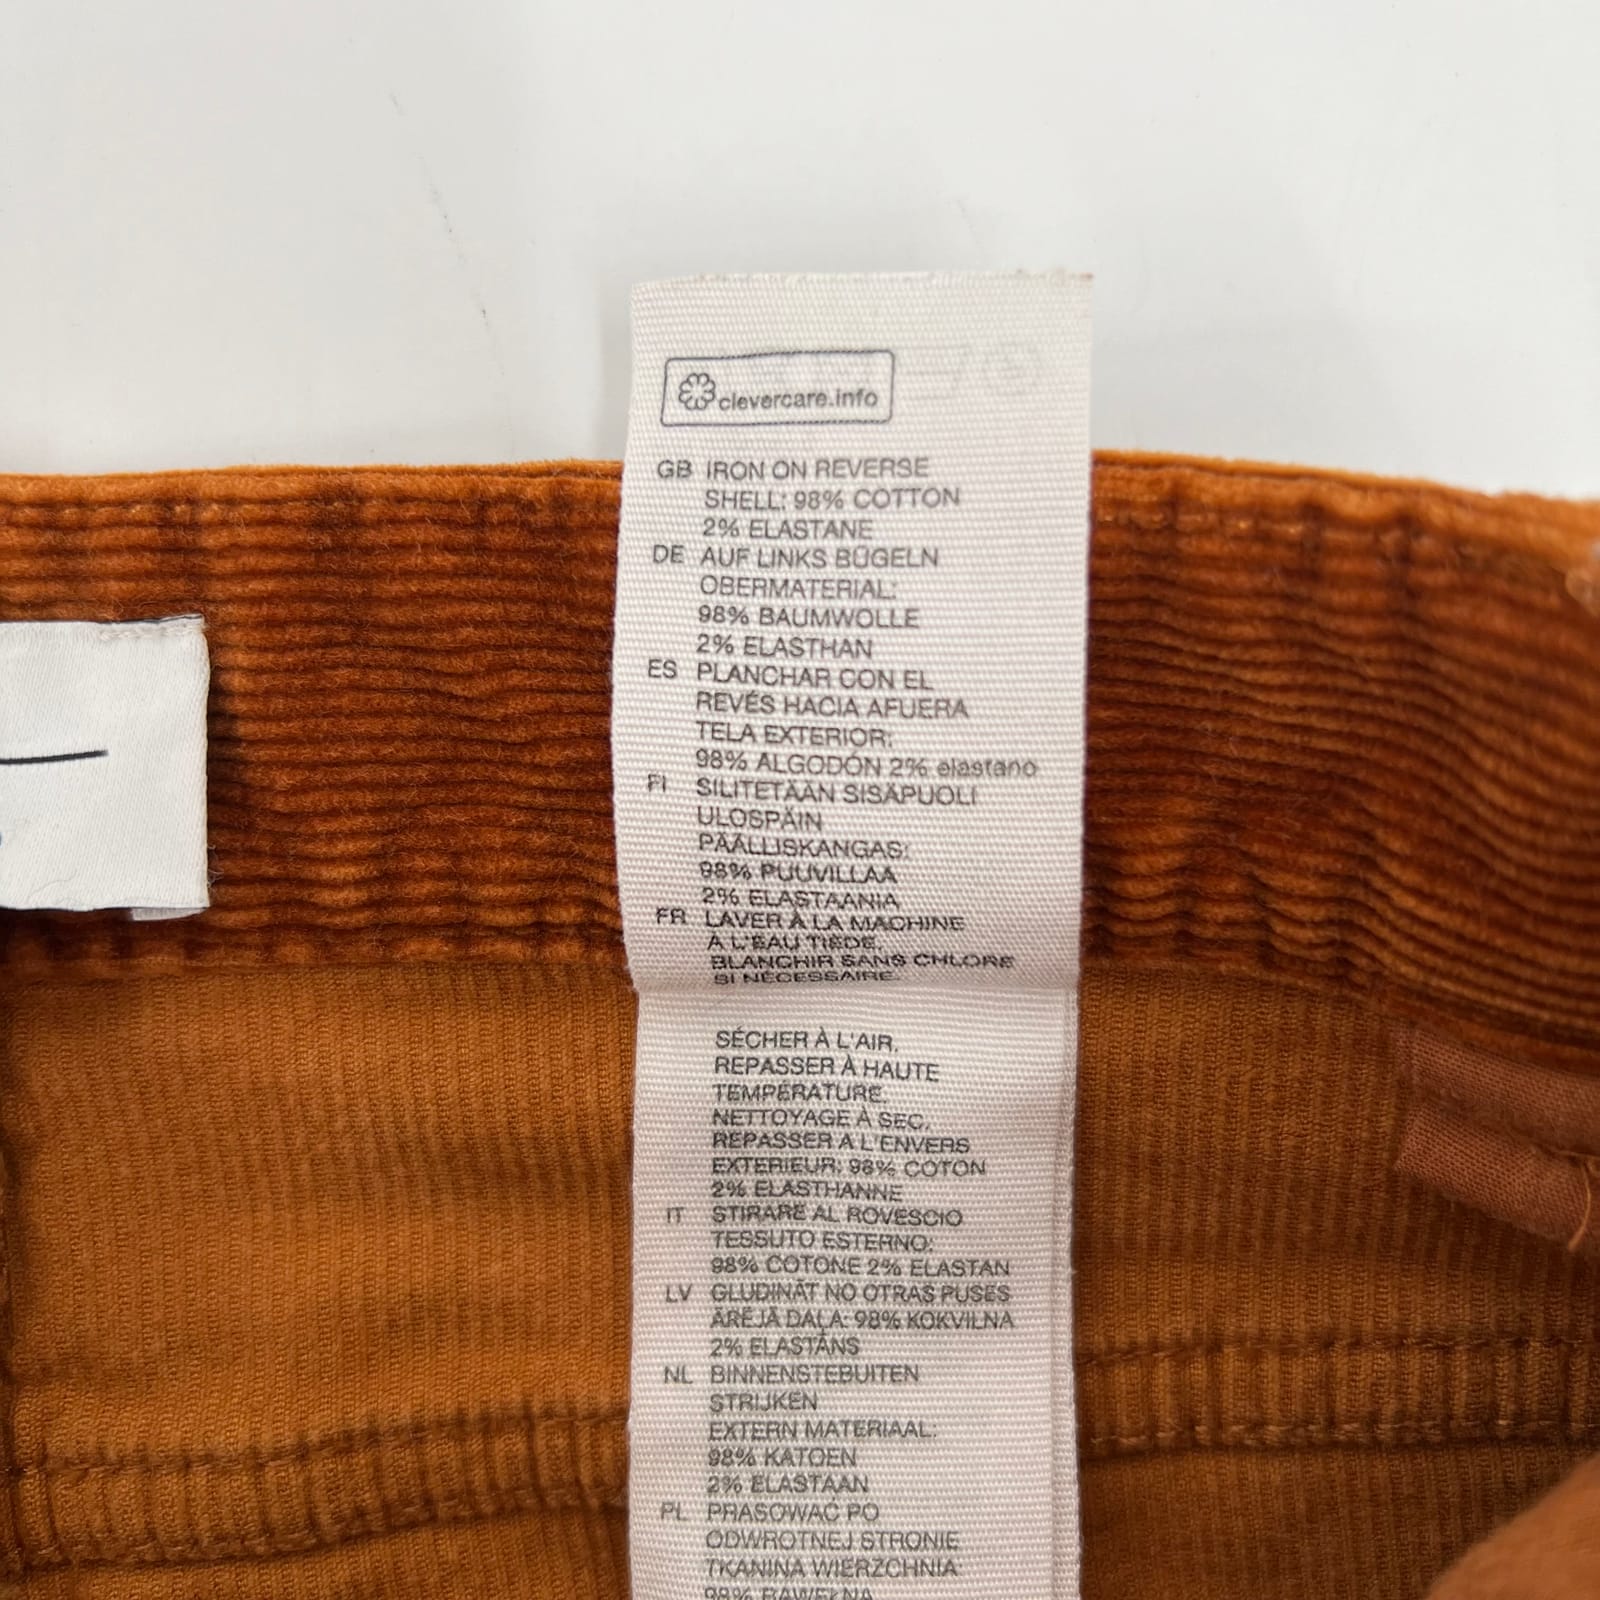 clevercare.info
GB IRON ON REVERSE
SHELL: 98% COTTON
2% ELASTANE
DE AUF LINKS BÜGELN
OBERMATERIAL:
98% BAUMWOLLE
2% ELASTHAN
ES PLANCHAR CON EL
REVÉS HACIA AFUERA
TELA EXTERIOR:
98% ALGODÓN 2% elastano
FI SILITETÄÄN SISÄPUOLI
ULOSPÄIN
PÄÄLLISKANGAS:
98% PUUVILLAA
2% ELASTAANIA
FR LAVER À LA MACHINE
À L'EAU TIÈDE.
BLANCHIR SANS CHLORE
SI NÉCESSAIRE.
SÉCHER À L'AIR.
REPASSER À HAUTE
TEMPÉRATURE.
NETTOYAGE À SEC.
REPASSER A L'ENVERS
EXTERIEUR: 98% COTON
2% ELASTHANNE
IT STIRARE AL ROVESCIO
TESSUTO ESTERNO:
98% COTONE 2% ELASTAN
LV GLUDINĀT NO OTRAS PUSES
ĀRĒJĀ DAĻA: 98% KOKVILNA
2% ELASTĀNS
NL BINNENSTEBUITEN
STRIJKEN
EXTERN MATERIAAL:
98% KATOEN
2% ELASTAAN
PL PRASOWAĆ PO
ODWROTNEJ STRONIE
TKANINA WIERZCHNIA
98% BAWEŁNA